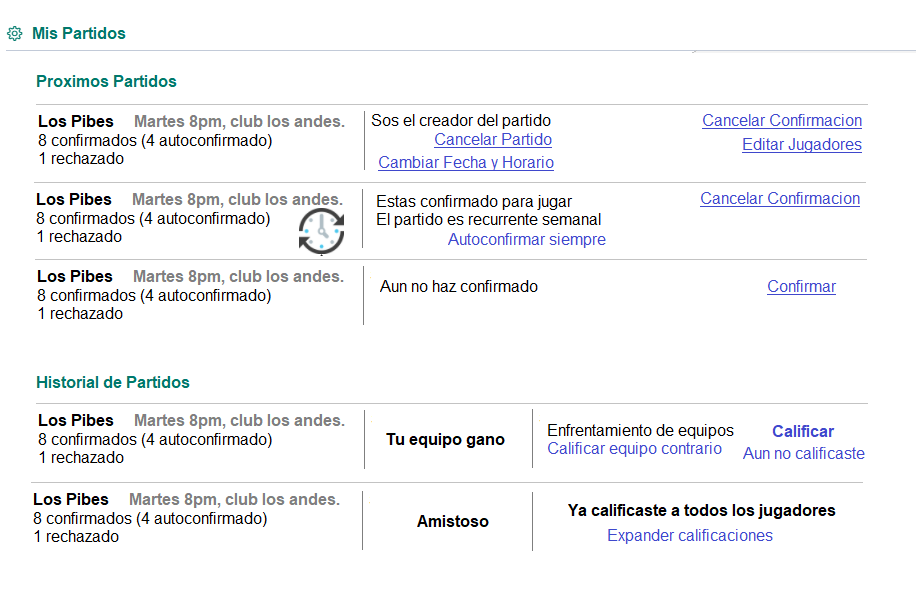 Mis Partidos
Proximos Partidos
Los Pibes Martes 8pm, club los andes.
8 confirmados (4 autoconfirmado)
1 rechazado
Sos el creador del partido
Cancelar Partido
Cambiar Fecha y Horario
Cancelar Confirmacion
Editar Jugadores
Los Pibes Martes 8pm, club los andes.
8 confirmados (4 autoconfirmado)
1 rechazado
Estas confirmado para jugar
El partido es recurrente semanal
Autoconfirmar siempre
Cancelar Confirmacion
Los Pibes Martes 8pm, club los andes.
8 confirmados (4 autoconfirmado)
1 rechazado
Aun no haz confirmado
Confirmar
Historial de Partidos
Los Pibes Martes 8pm, club los andes.
8 confirmados (4 autoconfirmado)
1 rechazado
Tu equipo gano
Enfrentamiento de equipos
Calificar equipo contrario
Calificar
Aun no calificaste
Los Pibes Martes 8pm, club los andes.
8 confirmados (4 autoconfirmado)
1 rechazado
Amistoso
Ya calificaste a todos los jugadores
Expander calificaciones